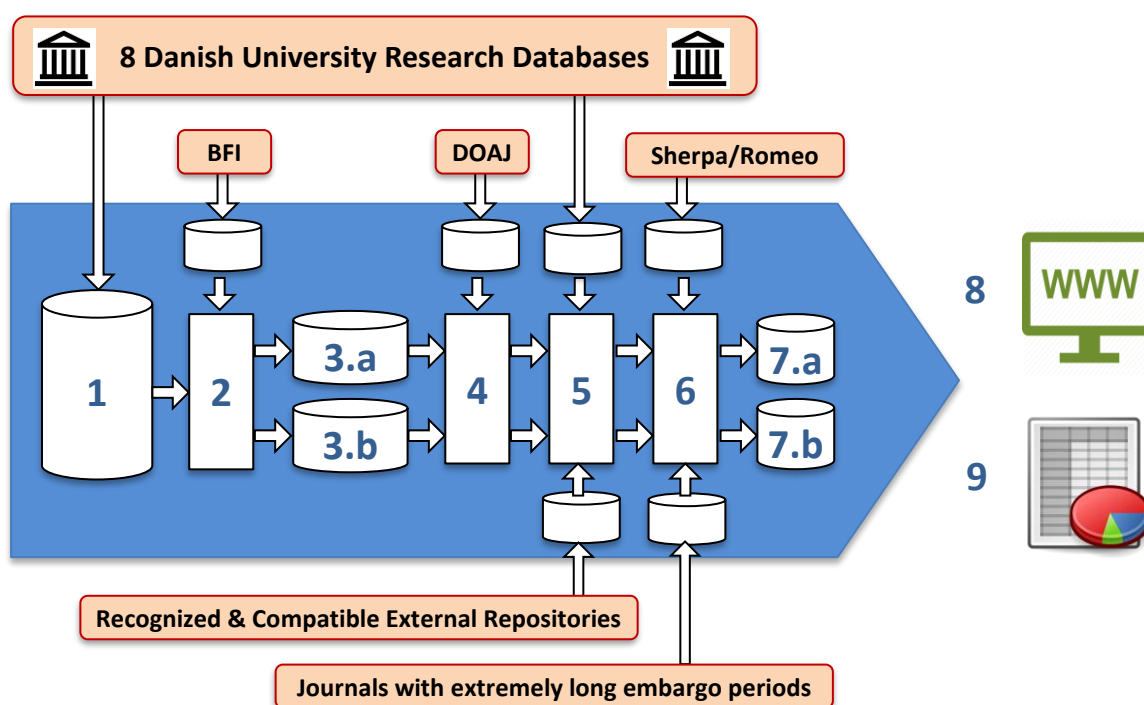 8 Danish University Research Databases
BFI
DOAJ
Sherpa/Romeo
8
WWW
1
2
3.a
3.b
4
5
6
7.a
7.b
9
Recognized & Compatible External Repositories
Journals with extremely long embargo periods